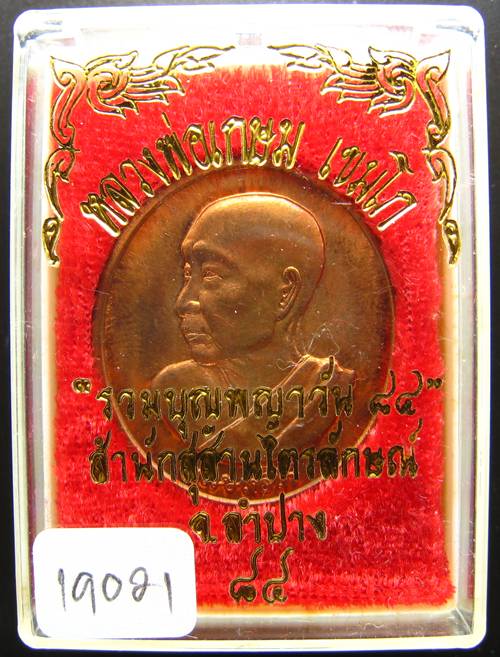 หลวงพ่อเกษม เขมโก
"รวมบุญพญาวัน ๘๔"
สำนักสุสานไตรลักษณ์
จ.ลำปาง
๘๔
19021